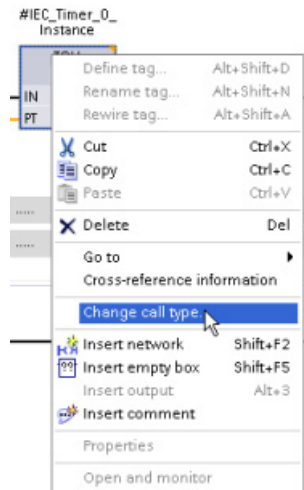 #IEC_Timer_0_
Instance
IN
PT
Define tag... Alt+Shift+D
Rename tag... Alt+Shift+N
Rewire tag... Alt+Shift+A
Cut Ctrl+X
Copy Ctrl+C
Paste Ctrl+V
Delete Del
Go to
Cross-reference information
Change call type...
Insert network Shift+F2
Insert empty box Shift+F5
Insert output Alt+3
Insert comment
Properties
Open and monitor